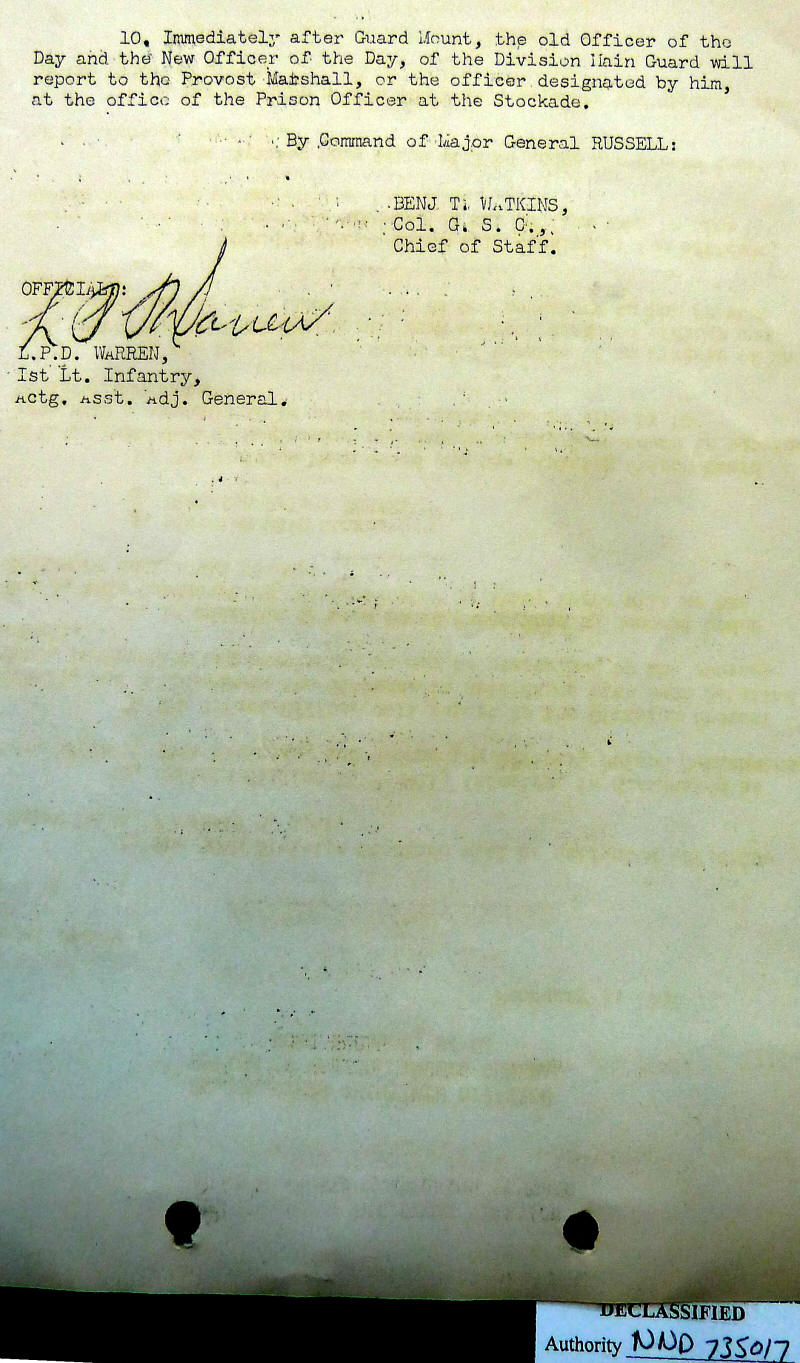 10. Immediately after Guard Mount, the old Officer of the
Day and the New Officer of the Day, of the Division Main Guard will
report to the Provost Marshall, or the officer designated by him,
at the office of the Prison Officer at the Stockade.
By Command of Major General RUSSELL:
BENJ T. WATKINS,
Col. G. S. C.,
Chief of Staff.
OFFICIAL:
L P D Warren
L.P.D. WARREN,
Ist Lt. Infantry,
Actg. Asst. Adj. General.
DECLASSIFIED
Authority NND 735017